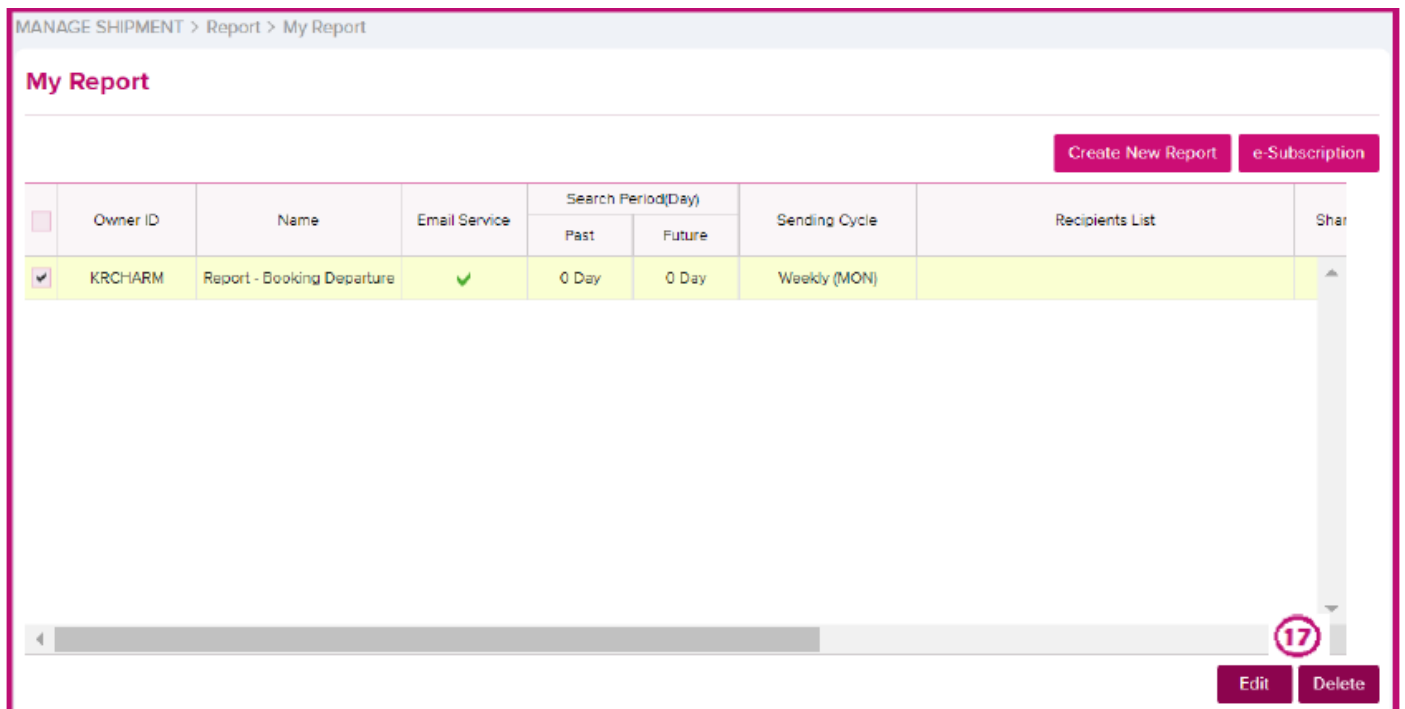 MANAGE SHIPMENT > Report > My Report
My Report
Create New Report e-Subscription
Owner ID Name Email Service Search Period(Day) Sending Cycle Recipients List Shar
Past Future
KRCHARM Report - Booking Departure 0 Day 0 Day Weekly (MON)
17
Edit Delete